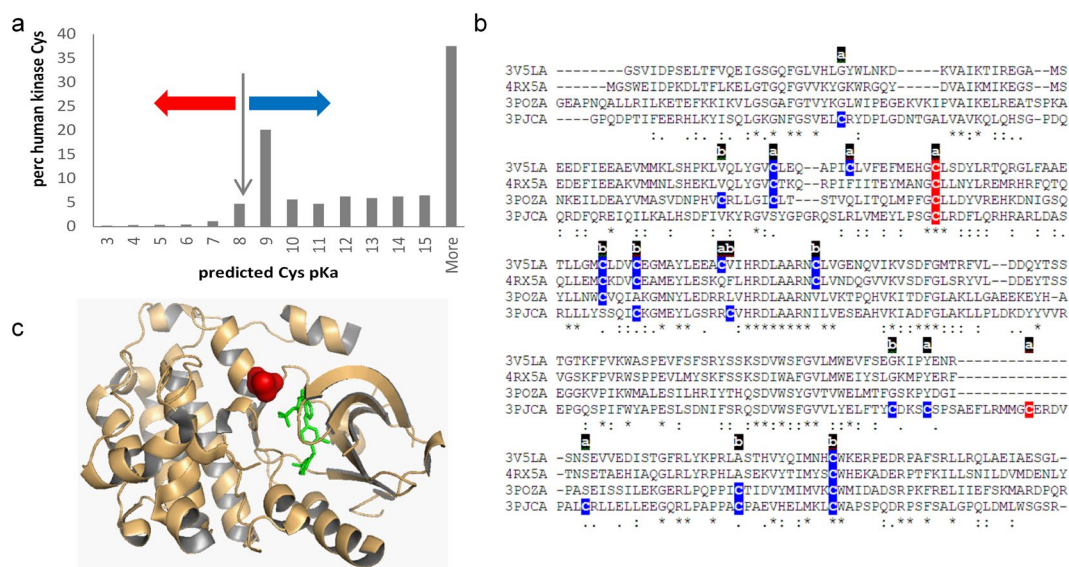 a
perc human kinase Cys
40
35
30
25
20
15
10
5
0
3 4 5 6 7 8 9 10 11 12 13 14 15 More
predicted Cys pKa
c
b
a
3V5LA -------GSVIDPSELTFVQEIGSGQFGLVHLGYWLNKD----KVAIKTIREGA--MS
4RX5A ------MGSWEIDPKDLTFLKELGTGQFGVVKYGKWRGQY----DVAIKMIKEGS--MS
3POZA GEAPNQALLRILKETEFKKIKVLGSGAFGTVYKGLWIPEGEKVKIPVAIKELREATSPKA
3PJCA ----GPQDPTIFEERHLKYISQLGKGNFGSVELCRYDPLGDNTGALVAVKQLQHSG-PDQ
b a a a
3V5LA EEDFIEEAEVMMKLSHPKLVQLYGVCLEQ--APICLVFEFMEHGCLSDYLRTQRGLFAAE
4RX5A EDEFIEEAKVMMNLSHEKLVQLYGVCTKQ--RPIFIITEYMANGCLLNYLREMRHRFQTQ
3POZA NKEILDEAYVMASVDNPHVCRLLGICLT---STVQLITQLMPFGCLLDYVREHKDNIGSQ
3PJCA QRDFQREIQILKALHSDFIVKYRGVSYGPGRQSLRLVMEYLPSGCLRDFLQRHRARLDAS
b b ab b
3V5LA TLLGMCLDVCEGMAYLEEACVIHRDLAARNCLVGENQVIKVSDFGMTRFVL--DDQYTSS
4RX5A QLLEMCKDVCEAMEYLESKQFLHRDLAARNCLVNDQGVVKVSDFGLSRYVL--DDEYTSS
3POZA YLLNWCVQIAKGMNYLEDRRLVHRDLAARNVLVKTPQHVKITDFGLAKLLGAEEKEYH-A
3PJCA RLLLYSSQICKGMEYLGSRRCVHRDLAARNILVESEAHVKIADFGLAKLLPLDKDYYVVR
b a a
3V5LA TGTKFPVKWASPEVFSFSRYSSKSDVWSFGVLMWEVFSEGKIPYENR-------------
4RX5A VGSKFPVRWSPPEVLMYSKFSSKSDIWAFGVLMWEIYSLGKMPYERF-------------
3POZA EGGKVPIKWMALESILHRIYTHQSDVWSYGVTVWELMTFGSKPYDGI-------------
3PJCA EPGQSPIFWYAPESLSDNIFSRQSDVWSFGVVLYELFTYCDKSCSPSAEFLRMMGCERDV
a b b
3V5LA SNSEVVEDISTGFRLYKPRLASTHVYQIMNHCWKERPEDRPAFSRLLRQLAEIAESGL-
4RX5A TNSETAEHIAQGLRLYRPHLASEKVYTIMYSCWHEKADERPTFKILLSNILDVMDENLY
3POZA PASEISSILEKGERLPQPPICTIDVYMIMVKCWMIDADSRPKFRELIIEFSKMARDPQR
3PJCA PALCRLLELLEEGQRLPAPPACPAEVHELMKLCWAPSPQDRPSFSALGPQLDMLWSGSR-